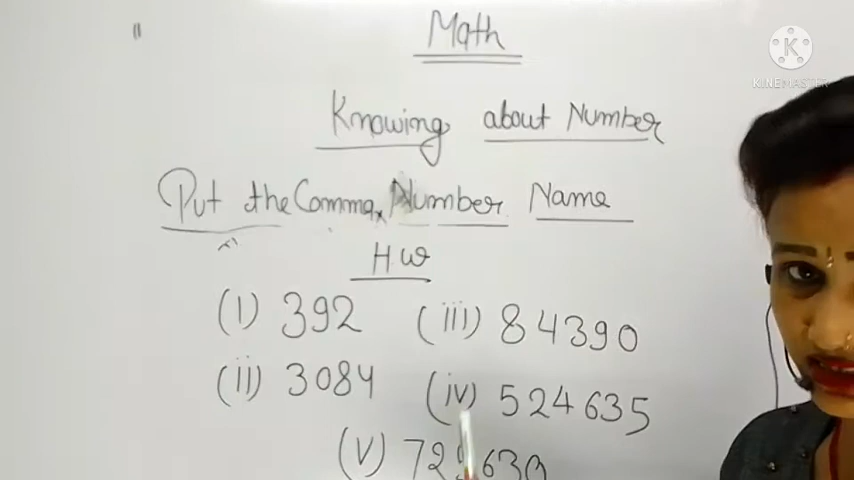 Math
KINEMASTER
Knowing about Number
Put the Comma, Number Name
HW
(i) 392 (iii) 84390
(ii) 3084 (iv) 524635
(v)